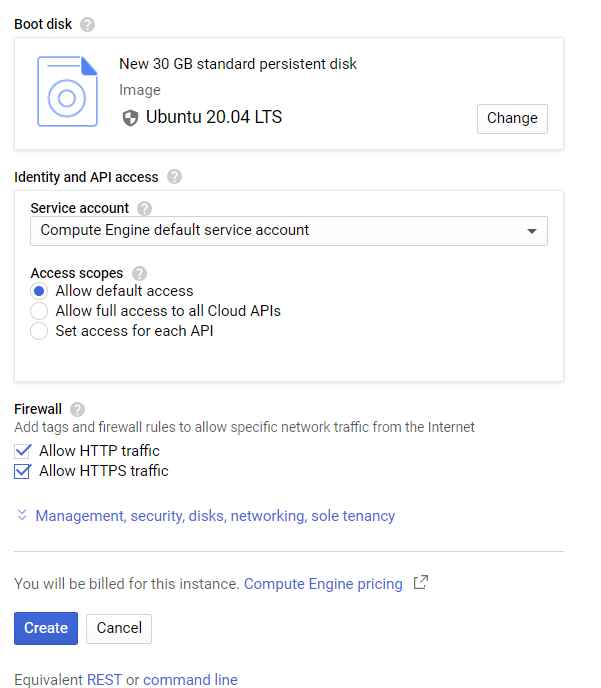 Boot disk ?
New 30 GB standard persistent disk
Image
Ubuntu 20.04 LTS
Change
Identity and API access ?
Service account ?
Compute Engine default service account
Access scopes ?
Allow default access
Allow full access to all Cloud APIs
Set access for each API
Firewall ?
Add tags and firewall rules to allow specific network traffic from the Internet
Allow HTTP traffic
Allow HTTPS traffic
Management, security, disks, networking, sole tenancy
You will be billed for this instance. Compute Engine pricing
Create Cancel
Equivalent REST or command line